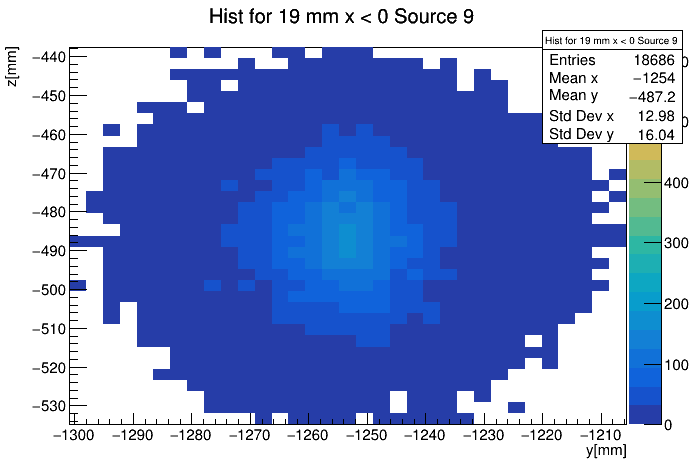 Hist for 19 mm x < 0 Source 9
Hist for 19 mm x < 0 Source 9
Entries 18686
Mean x −1254
Mean y −487.2
Std Dev x 12.98
Std Dev y 16.04
z[mm]
−440
−450
−460
−470
−480
−490
−500
−510
−520
−530
−1300 −1290 −1280 −1270 −1260 −1250 −1240 −1230 −1220 −1210
y[mm]
400
300
200
100
0